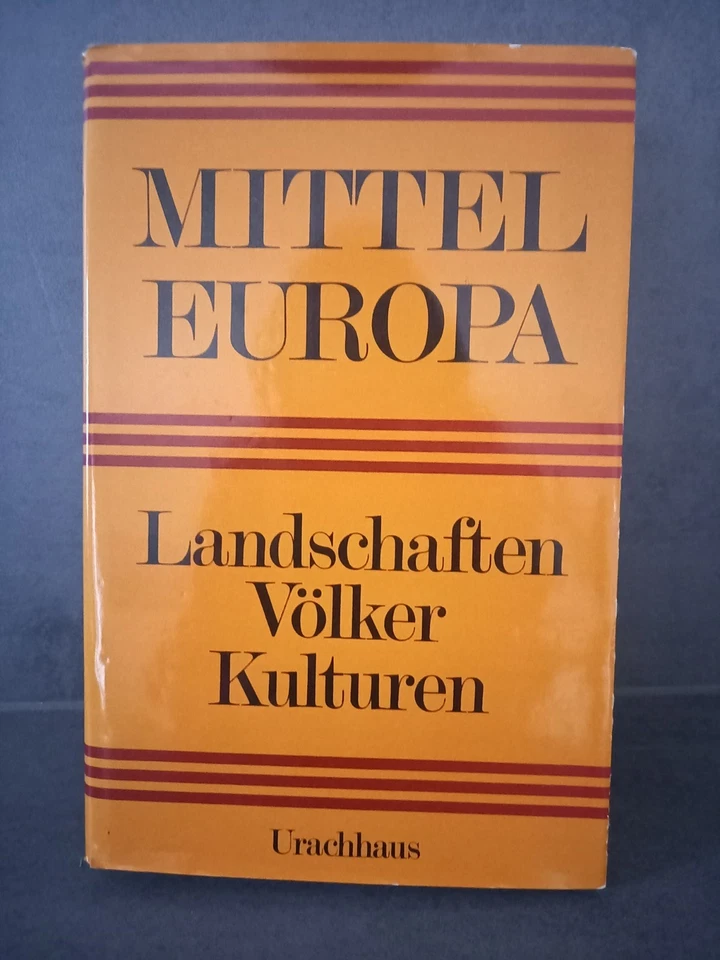 MITTEL
EUROPA
Landschaften
Völker
Kulturen
Urachhaus